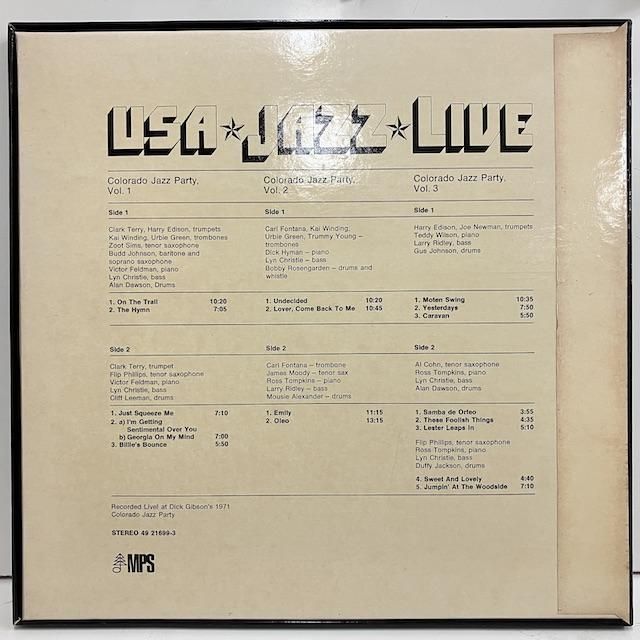 USA★JAZZ★LIVE
Colorado Jazz Party,
Vol. 1
Side 1
Clark Terry, Harry Edison, trumpets
Kai Winding, Urbie Green, trombones
Zoot Sims, tenor saxophone
Budd Johnson, baritone and
soprano saxophone
Victor Feldman, piano
Lyn Christie, bass
Alan Dawson, Drums
1. On The Trail 10:20
2. The Hymn 7:05
Side 2
Clark Terry, trumpet
Flip Phillips, tenor saxophone
Victor Feldman, piano
Lyn Christie, bass
Cliff Leeman, drums
1. Just Squeeze Me 7:10
2. a) I'm Getting
Sentimental Over You
b) Georgia On My Mind 7:00
3. Billie's Bounce 5:50
Colorado Jazz Party,
Vol. 2
Side 1
Carl Fontana, Kai Winding,
Urbie Green, Trummy Young –
trombones
Dick Hyman – piano
Lyn Christie – bass
Bobby Rosengarden – drums and
whistle
1. Undecided 10:20
2. Lover, Come Back To Me 10:45
Side 2
Carl Fontana – trombone
James Moody – tenor sax
Ross Tompkins – piano
Larry Ridley – bass
Mousie Alexander – drums
1. Emily 11:15
2. Oleo 13:15
Colorado Jazz Party,
Vol. 3
Side 1
Harry Edison, Joe Newman, trumpets
Teddy Wilson, piano
Larry Ridley, bass
Gus Johnson, drums
1. Moten Swing 10:35
2. Yesterdays 7:50
3. Caravan 5:50
Side 2
Al Cohn, tenor saxophone
Ross Tompkins, piano
Lyn Christie, bass
Alan Dawson, drums
1. Samba de Orfeo 3:55
2. These Foolish Things 4:35
3. Lester Leaps In 5:10
Flip Phillips, tenor saxophone
Ross Tompkins, piano
Lyn Christie, bass
Duffy Jackson, drums
4. Sweet And Lovely 4:40
5. Jumpin' At The Woodside 7:10
Recorded Live! at Dick Gibson's 1971
Colorado Jazz Party
STEREO 49 21699-3
MPS